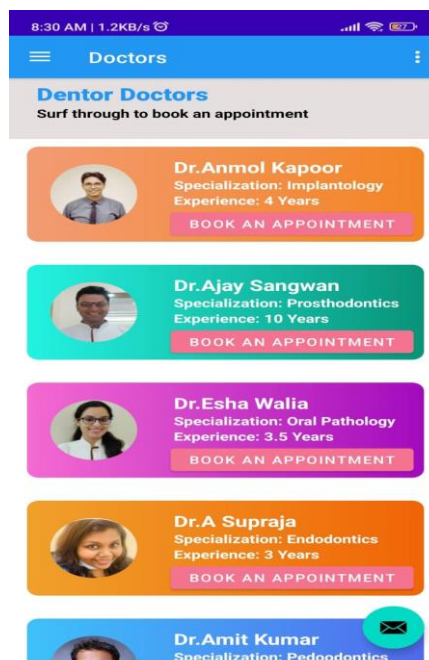 8:30 AM | 1.2KB/s
27
Doctors
Dentor Doctors
Surf through to book an appointment
Dr.Anmol Kapoor
Specialization: Implantology
Experience: 4 Years
BOOK AN APPOINTMENT
Dr.Ajay Sangwan
Specialization: Prosthodontics
Experience: 10 Years
BOOK AN APPOINTMENT
Dr.Esha Walia
Specialization: Oral Pathology
Experience: 3.5 Years
BOOK AN APPOINTMENT
Dr.A Supraja
Specialization: Endodontics
Experience: 3 Years
BOOK AN APPOINTMENT
Dr.Amit Kumar
Specialization: Pedoodontics